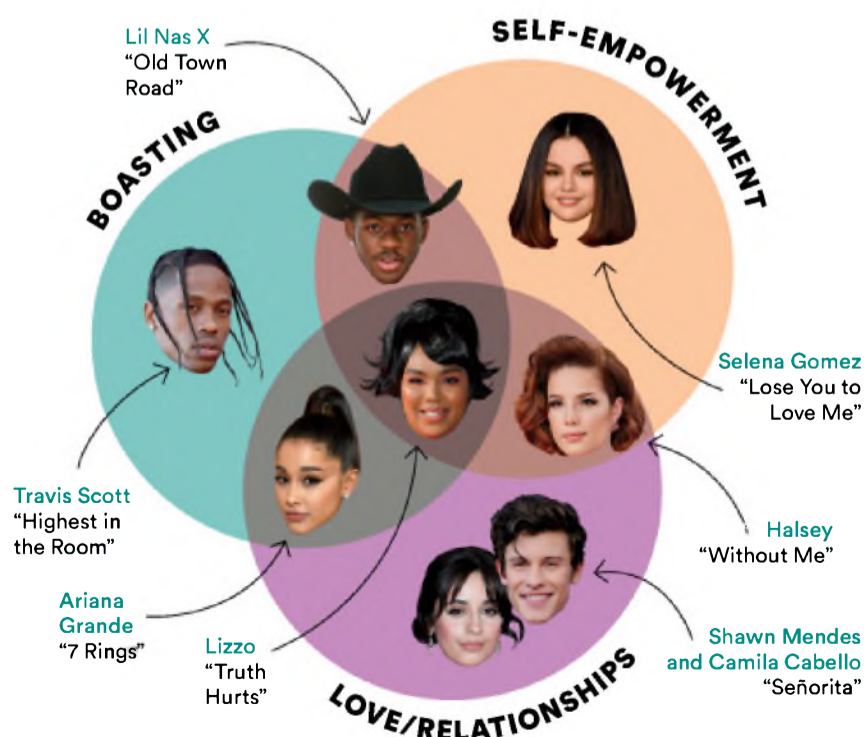 Lil Nas X
“Old Town
Road”
SELF-EMPOWERMENT
BOASTING
Selena Gomez
“Lose You to
Love Me”
Travis Scott
“Highest in
the Room”
Halsey
“Without Me”
Ariana
Grande
“7 Rings”
Lizzo
“Truth
Hurts”
Shawn Mendes
and Camila Cabello
“Señorita”
LOVE/RELATIONSHIPS